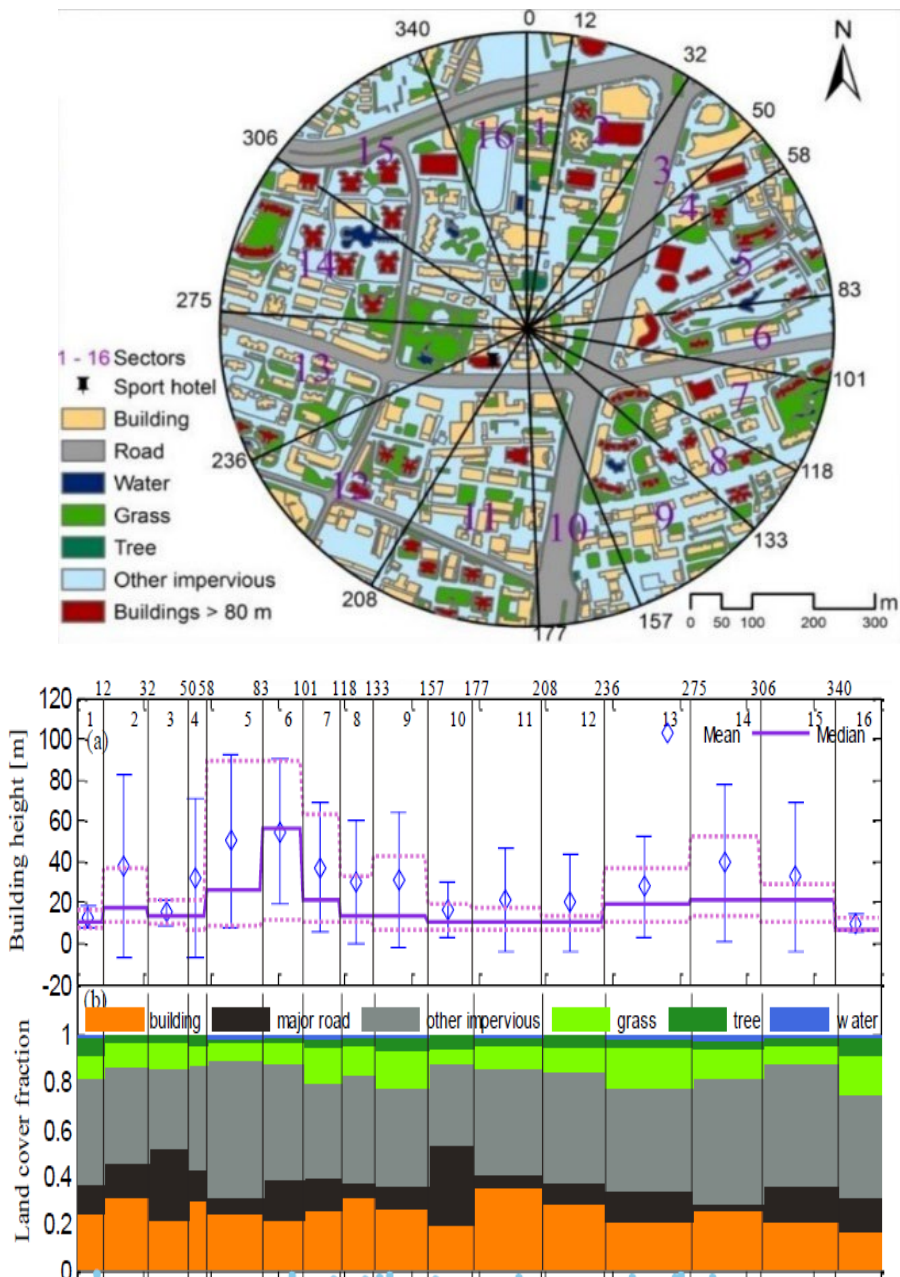 0 12
340 32 N
50
306 58
1 2 3 4 5 6 7 8 9 10 11 12 13 14 15 16
275 83
101
236 118
133
208 177 157
1 - 16 Sectors
Sport hotel
Building
Road
Water
Grass
Tree
Other impervious
Buildings > 80 m
0 50 100 200 300 m
12 32 50 58 83 101 118 133 157 177 208 236 275 306 340
1 2 3 4 5 6 7 8 9 10 11 12 13 14 15 16
(a) Mean Median
Building height [m]
120
100
80
60
40
20
0
-20
(b) building major road other impervious grass tree water
Land cover fraction
1
0.8
0.6
0.4
0.2
0